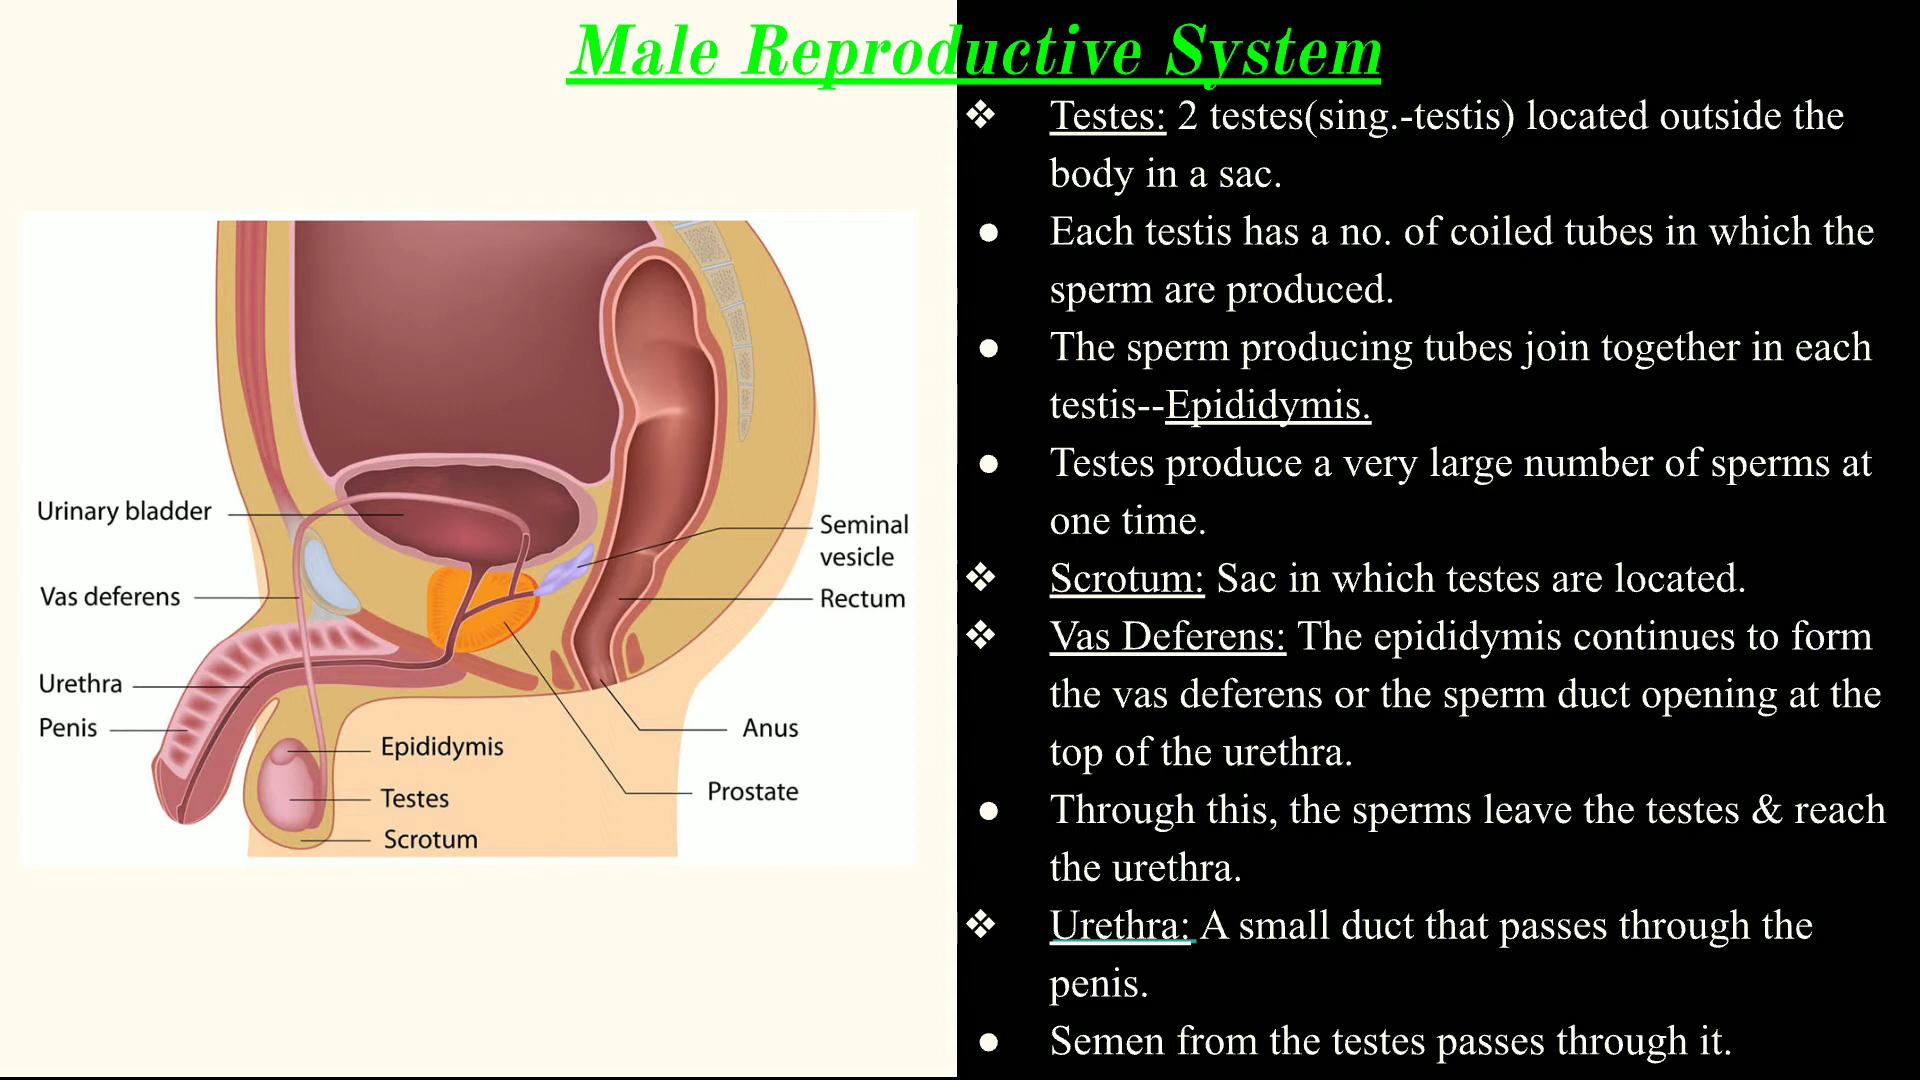 Male Reproductive System
Urinary bladder
Vas deferens
Urethra
Penis
Epididymis
Testes
Scrotum
Seminal
vesicle
Rectum
Anus
Prostate
❖ Testes: 2 testes(sing.-testis) located outside the
body in a sac.
● Each testis has a no. of coiled tubes in which the
sperm are produced.
● The sperm producing tubes join together in each
testis--Epididymis.
● Testes produce a very large number of sperms at
one time.
❖ Scrotum: Sac in which testes are located.
❖ Vas Deferens: The epididymis continues to form
the vas deferens or the sperm duct opening at the
top of the urethra.
● Through this, the sperms leave the testes & reach
the urethra.
❖ Urethra: A small duct that passes through the
penis.
● Semen from the testes passes through it.